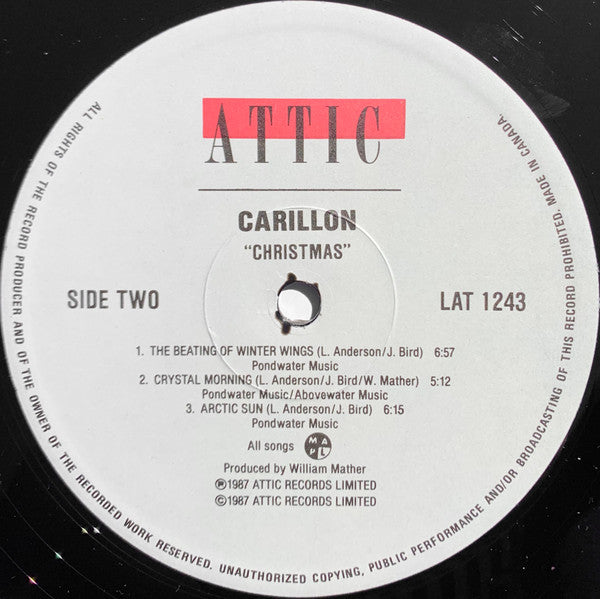 ATTIC
CARILLON
“CHRISTMAS”
SIDE TWO
LAT 1243
1. THE BEATING OF WINTER WINGS (L. Anderson/J. Bird) 6:57
Pondwater Music
2. CRYSTAL MORNING (L. Anderson/J. Bird/W. Mather) 5:12
Pondwater Music/Abovewater Music
3. ARCTIC SUN (L. Anderson/J. Bird) 6:15
Pondwater Music
All songs MAPL
Produced by William Mather
Ⓟ1987 ATTIC RECORDS LIMITED
©1987 ATTIC RECORDS LIMITED
ALL RIGHTS OF THE RECORD PRODUCER AND OF THE OWNER OF THE RECORDED WORK RESERVED. UNAUTHORIZED COPYING, PUBLIC PERFORMANCE AND/OR BROADCASTING OF THIS RECORD PROHIBITED. MADE IN CANADA.